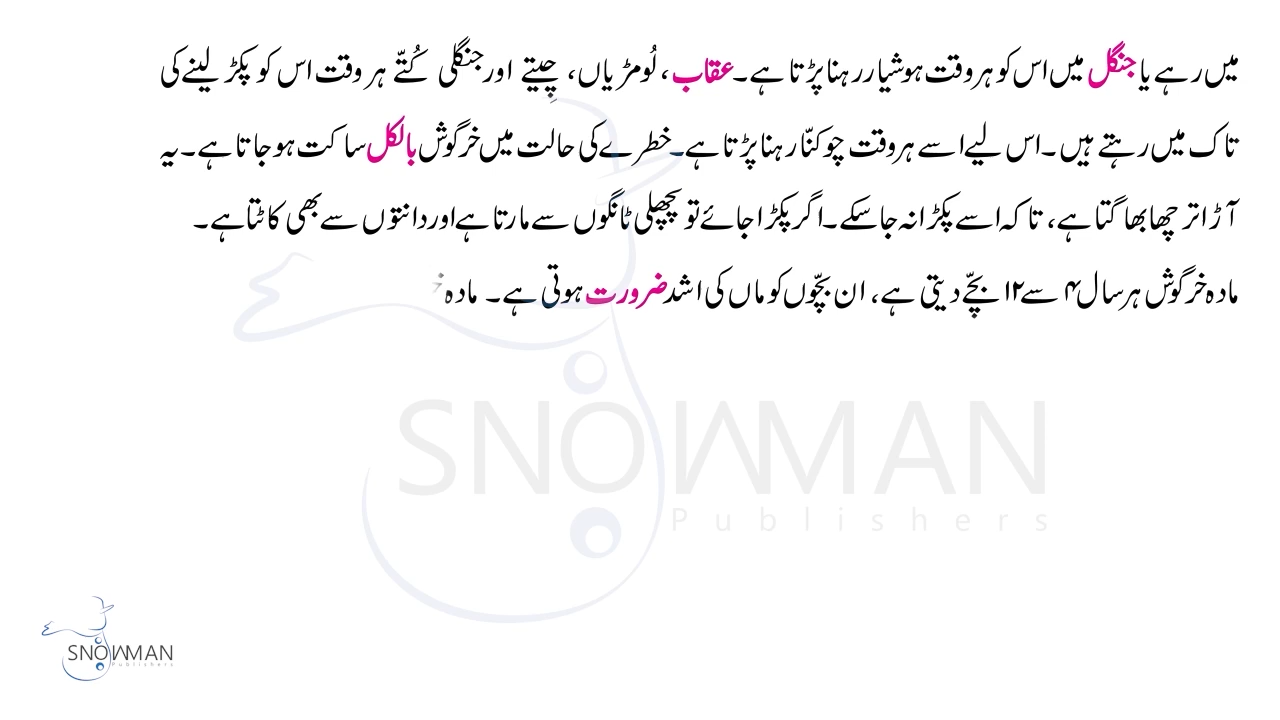 میں رہے یا جنگل میں اس کو ہر وقت ہوشیار رہنا پڑتا ہے۔ عقاب، لُومڑیاں، چِیتے اور جنگلی کُتّے ہر وقت اس کو پکڑ لینے کی
تاک میں رہتے ہیں۔ اس لیے اسے ہر وقت چوکنّا رہنا پڑتا ہے۔ خطرے کی حالت میں خرگوش بالکل ساکت ہو جاتا ہے۔ یہ
آڑا ترچھا بھاگتا ہے، تاکہ اسے پکڑا نہ جا سکے۔ اگر پکڑا جائے تو پچھلی ٹانگوں سے مارتا ہے اور دانتوں سے بھی کاٹتا ہے۔
مادہ خرگوش ہر سال ۴ سے ۱۲ بچّے دیتی ہے، ان بچّوں کو ماں کی اشد ضرورت ہوتی ہے۔ مادہ
SNOWMAN
Publishers
SNOWMAN
Publishers